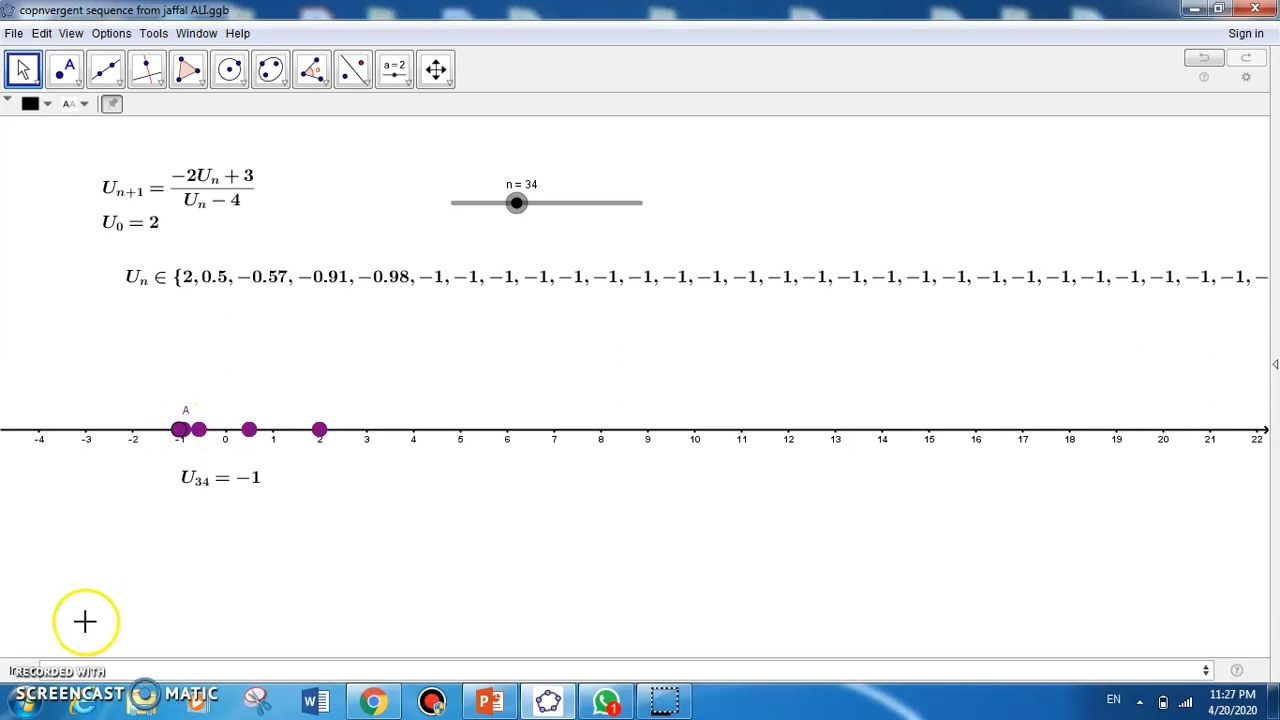 copnvergent sequence from jaffal ALI.ggb
File Edit View Options Tools Window Help Sign in
A
a = 2
α
AA
U_{n+1} = \frac{-2U_n + 3}{U_n - 4}
n = 34
U_0 = 2
U_n ∈ {2, 0.5, −0.57, −0.91, −0.98, −1, −1, −1, −1, −1, −1, −1, −1, −1, −1, −1, −1, −1, −1, −1, −1, −1, −1, −1, −1, −1, −1, −1, −1, −
A
-4 -3 -2 -1 0 1 2 3 4 5 6 7 8 9 10 11 12 13 14 15 16 17 18 19 20 21 22
U_{34} = −1
RECORDED WITH
SCREENCAST MATIC
W
P
1
EN
11:27 PM
4/20/2020